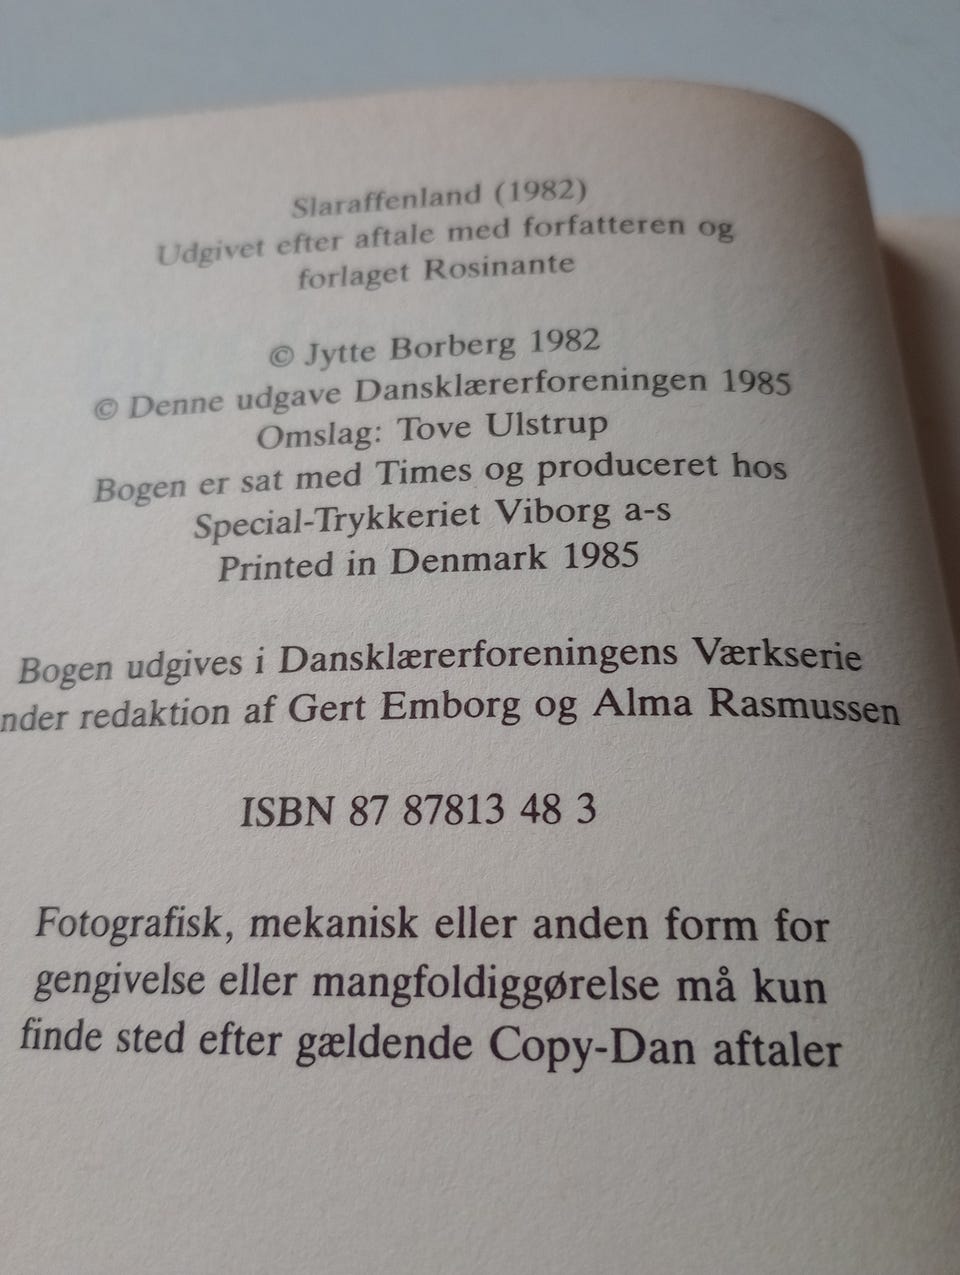 Slaraffenland (1982)
Udgivet efter aftale med forfatteren og
forlaget Rosinante
© Jytte Borberg 1982
© Denne udgave Dansklærerforeningen 1985
Omslag: Tove Ulstrup
Bogen er sat med Times og produceret hos
Special-Trykkeriet Viborg a-s
Printed in Denmark 1985
Bogen udgives i Dansklærerforeningens Værkserie
nder redaktion af Gert Emborg og Alma Rasmussen
ISBN 87 87813 48 3
Fotografisk, mekanisk eller anden form for
gengivelse eller mangfoldiggørelse må kun
finde sted efter gældende Copy-Dan aftaler